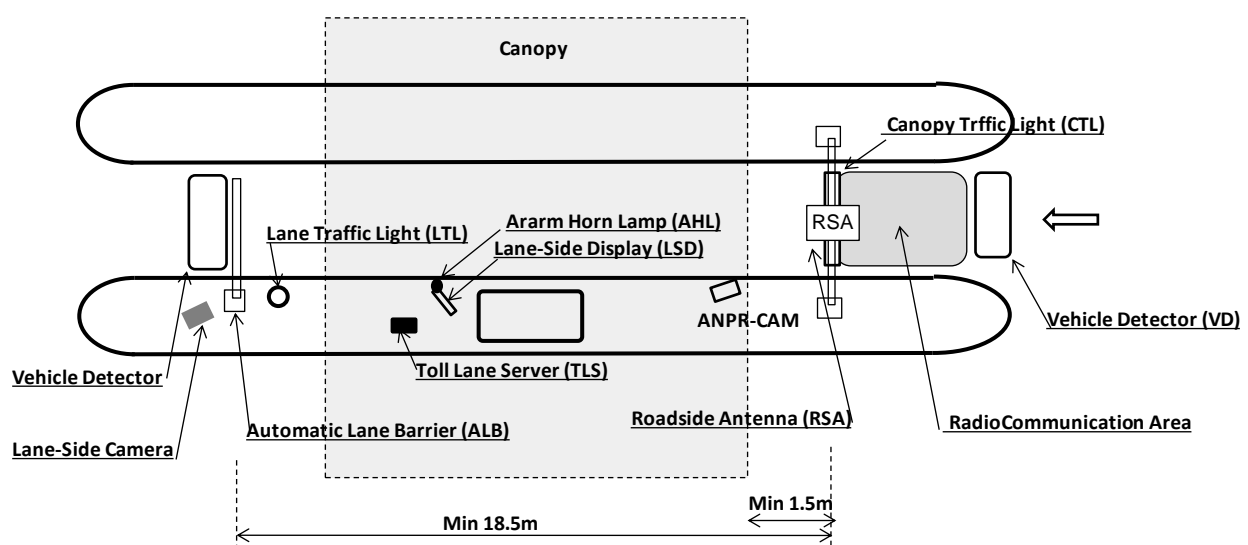 Canopy
Canopy Trffic Light (CTL)
Ararm Horn Lamp (AHL)
RSA
Lane Traffic Light (LTL)
Lane-Side Display (LSD)
ANPR-CAM
Vehicle Detector (VD)
Vehicle Detector
Toll Lane Server (TLS)
Roadside Antenna (RSA)
RadioCommunication Area
Automatic Lane Barrier (ALB)
Lane-Side Camera
Min 1.5m
Min 18.5m